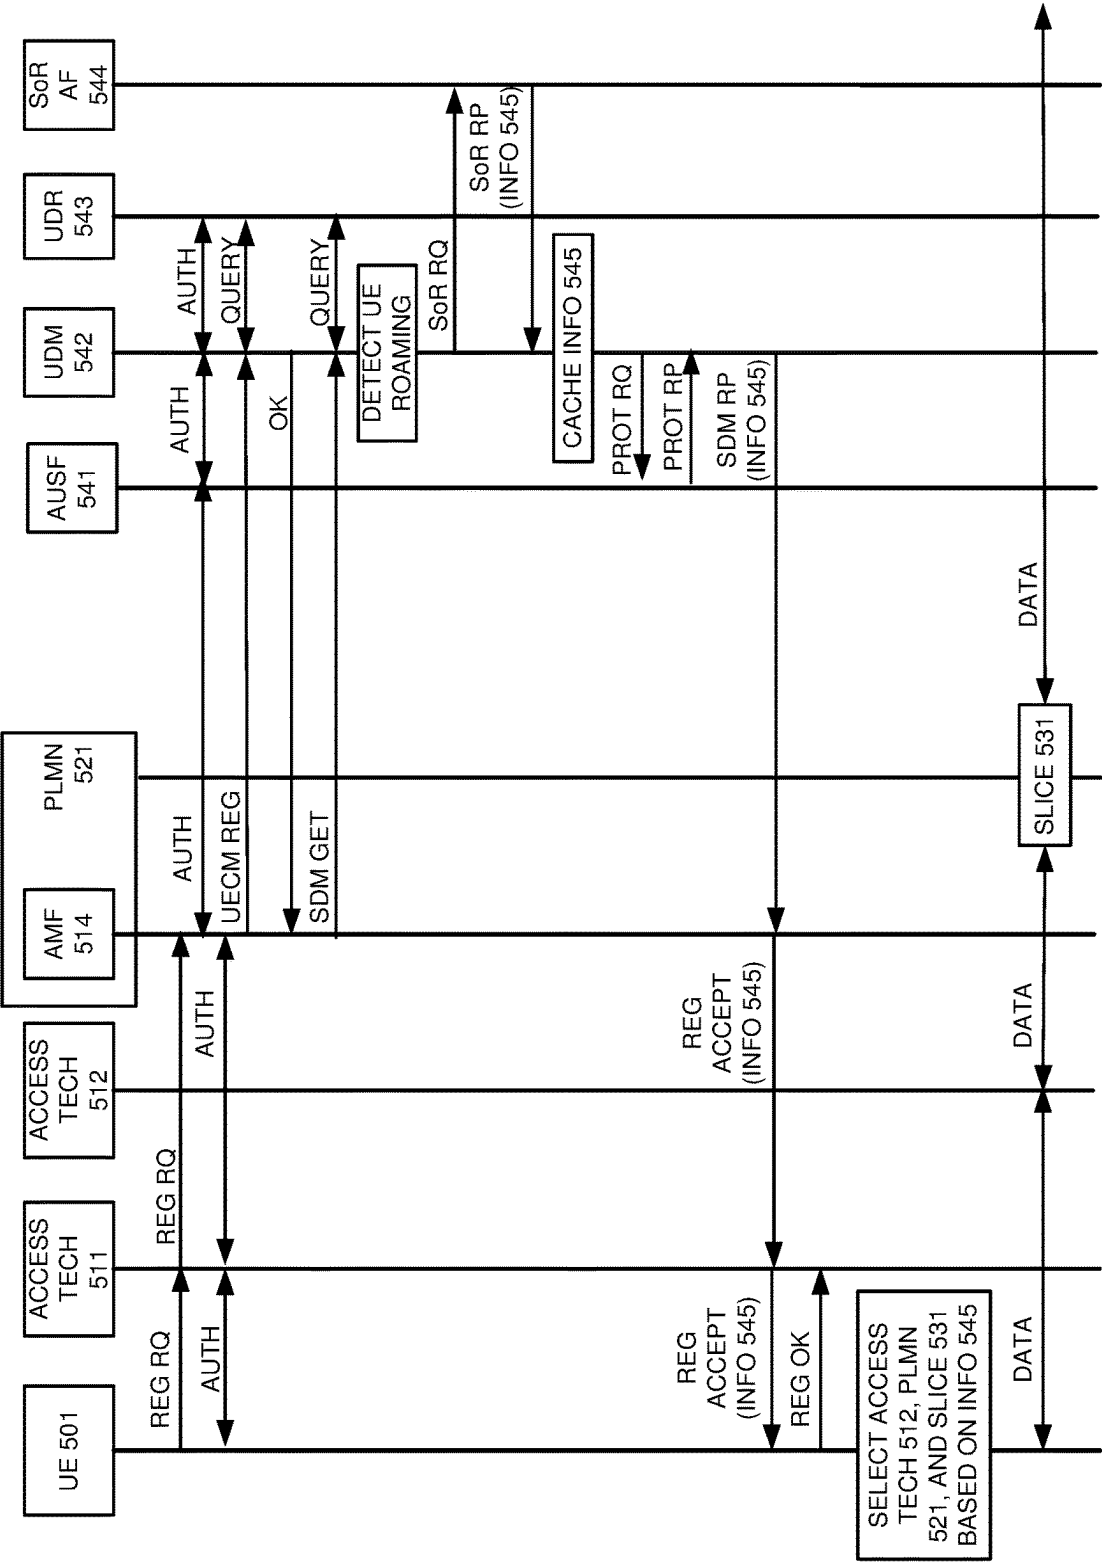 UE 501
ACCESS
TECH
511
ACCESS
TECH
512
AMF
514
PLMN
521
AUSF
541
UDM
542
UDR
543
SoR
AF
544
REG RQ
REG RQ
AUTH
AUTH
AUTH
AUTH
AUTH
UECM REG
QUERY
OK
SDM GET
QUERY
DETECT UE
ROAMING
SoR RQ
SoR RP
(INFO 545)
CACHE INFO 545
PROT RQ
PROT RP
SDM RP
(INFO 545)
REG
ACCEPT
(INFO 545)
REG
ACCEPT
(INFO 545)
REG OK
SELECT ACCESS
TECH 512, PLMN
521, AND SLICE 531
BASED ON INFO 545
DATA
DATA
SLICE 531
DATA